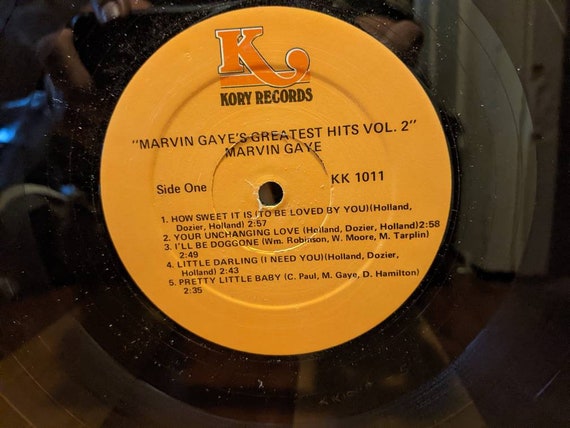 K
KORY RECORDS
"MARVIN GAYE'S GREATEST HITS VOL. 2"
MARVIN GAYE
Side One
KK 1011
1. HOW SWEET IT IS (TO BE LOVED BY YOU)(Holland,
Dozier, Holland) 2:57
2. YOUR UNCHANGING LOVE (Holland, Dozier, Holland)2:58
3. I'LL BE DOGGONE (Wm. Robinson, W. Moore, M. Tarplin)
2:49
4. LITTLE DARLING (I NEED YOU)(Holland, Dozier,
Holland) 2:43
5. PRETTY LITTLE BABY (C. Paul, M. Gaye, D. Hamilton)
2:35